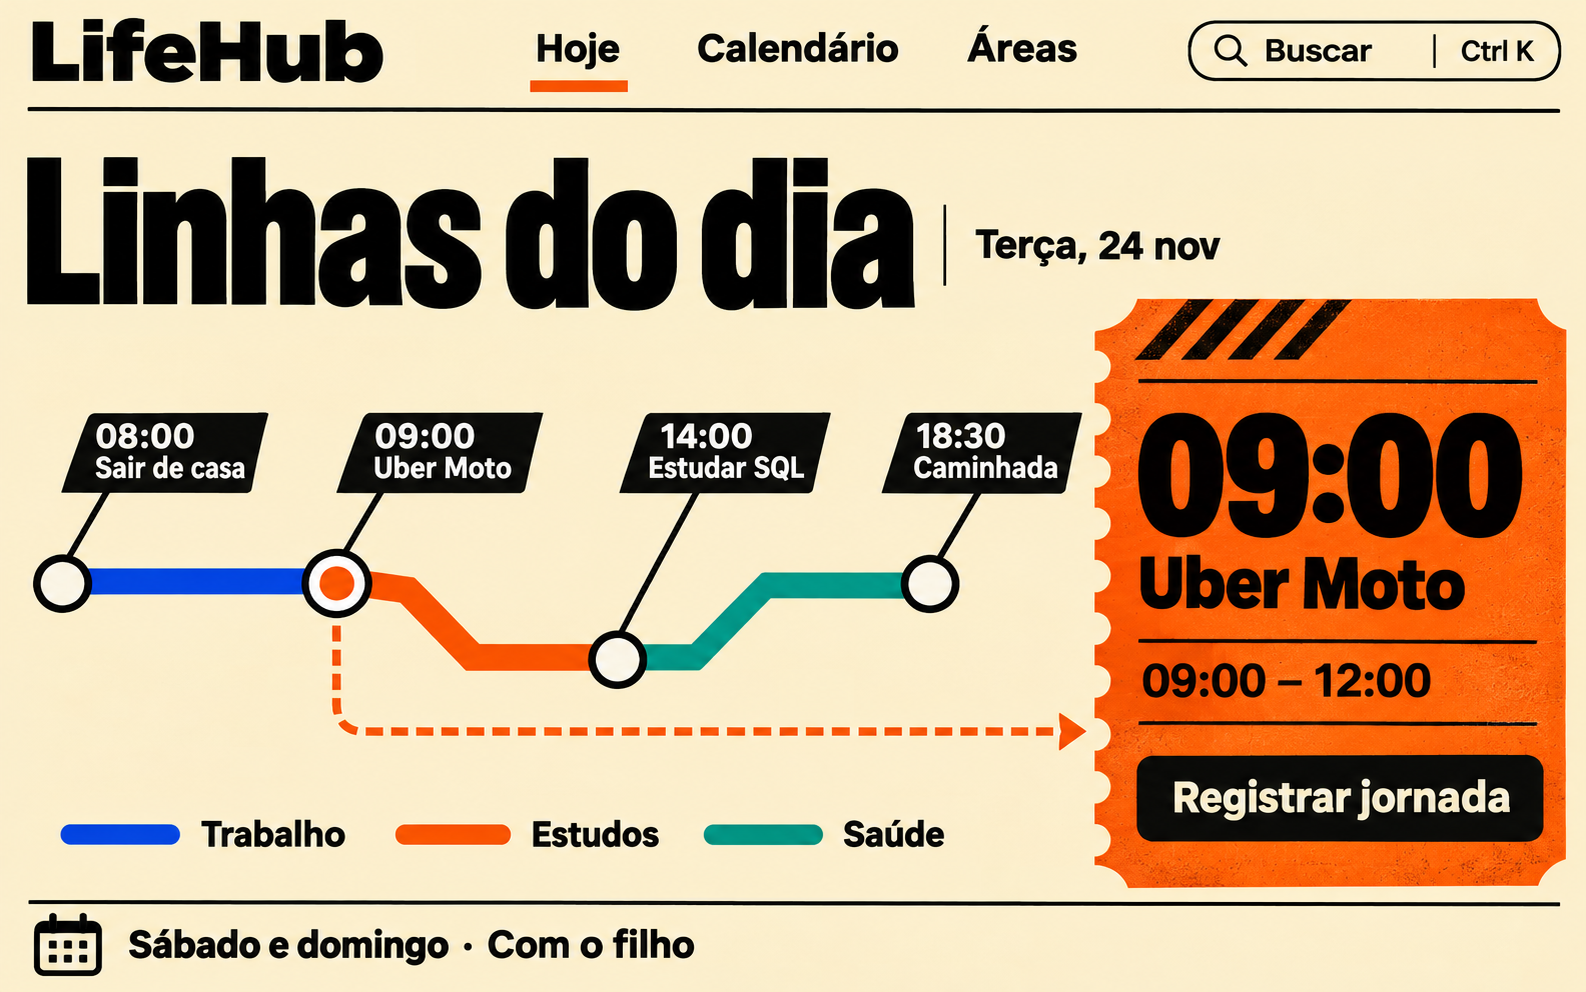 LifeHub
Hoje
Calendário
Áreas
Buscar | Ctrl K
Linhas do dia
Terça, 24 nov
08:00
Sair de casa
09:00
Uber Moto
14:00
Estudar SQL
18:30
Caminhada
09:00
Uber Moto
09:00 – 12:00
Registrar jornada
Trabalho
Estudos
Saúde
Sábado e domingo · Com o filho